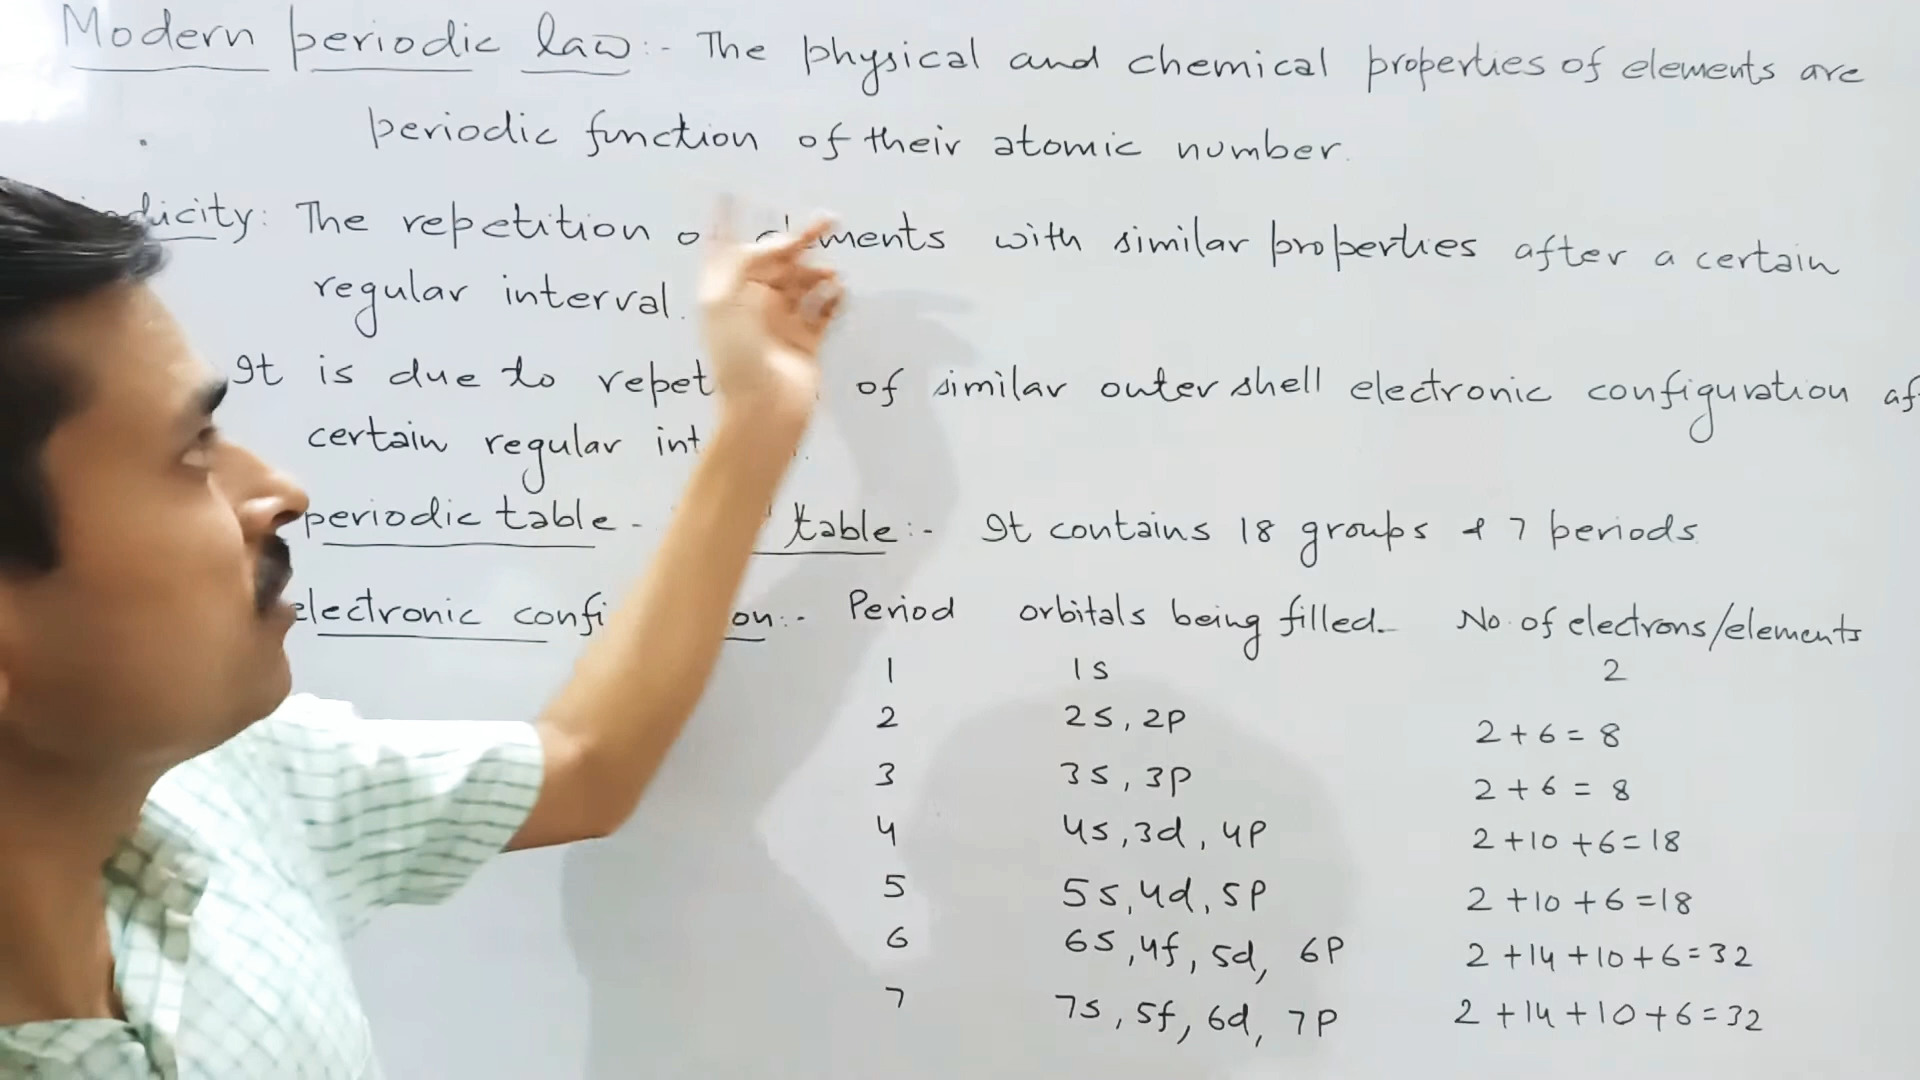 Modern periodic law:- The physical and chemical properties of elements are
periodic function of their atomic number.
dicity: The repetition of elements with similar properties after a certain
regular interval.
It is due to repet of similar outer shell electronic configuration af
certain regular int
periodic table - table:- It contains 18 groups & 7 periods
electronic confi on:- Period orbitals being filled- No. of electrons/elements
1 1s 2
2 2s, 2p 2+6=8
3 3s, 3p 2+6=8
4 4s, 3d, 4p 2+10+6=18
5 5s, 4d, 5p 2+10+6=18
6 6s, 4f, 5d, 6p 2+14+10+6=32
7 7s, 5f, 6d, 7p 2+14+10+6=32